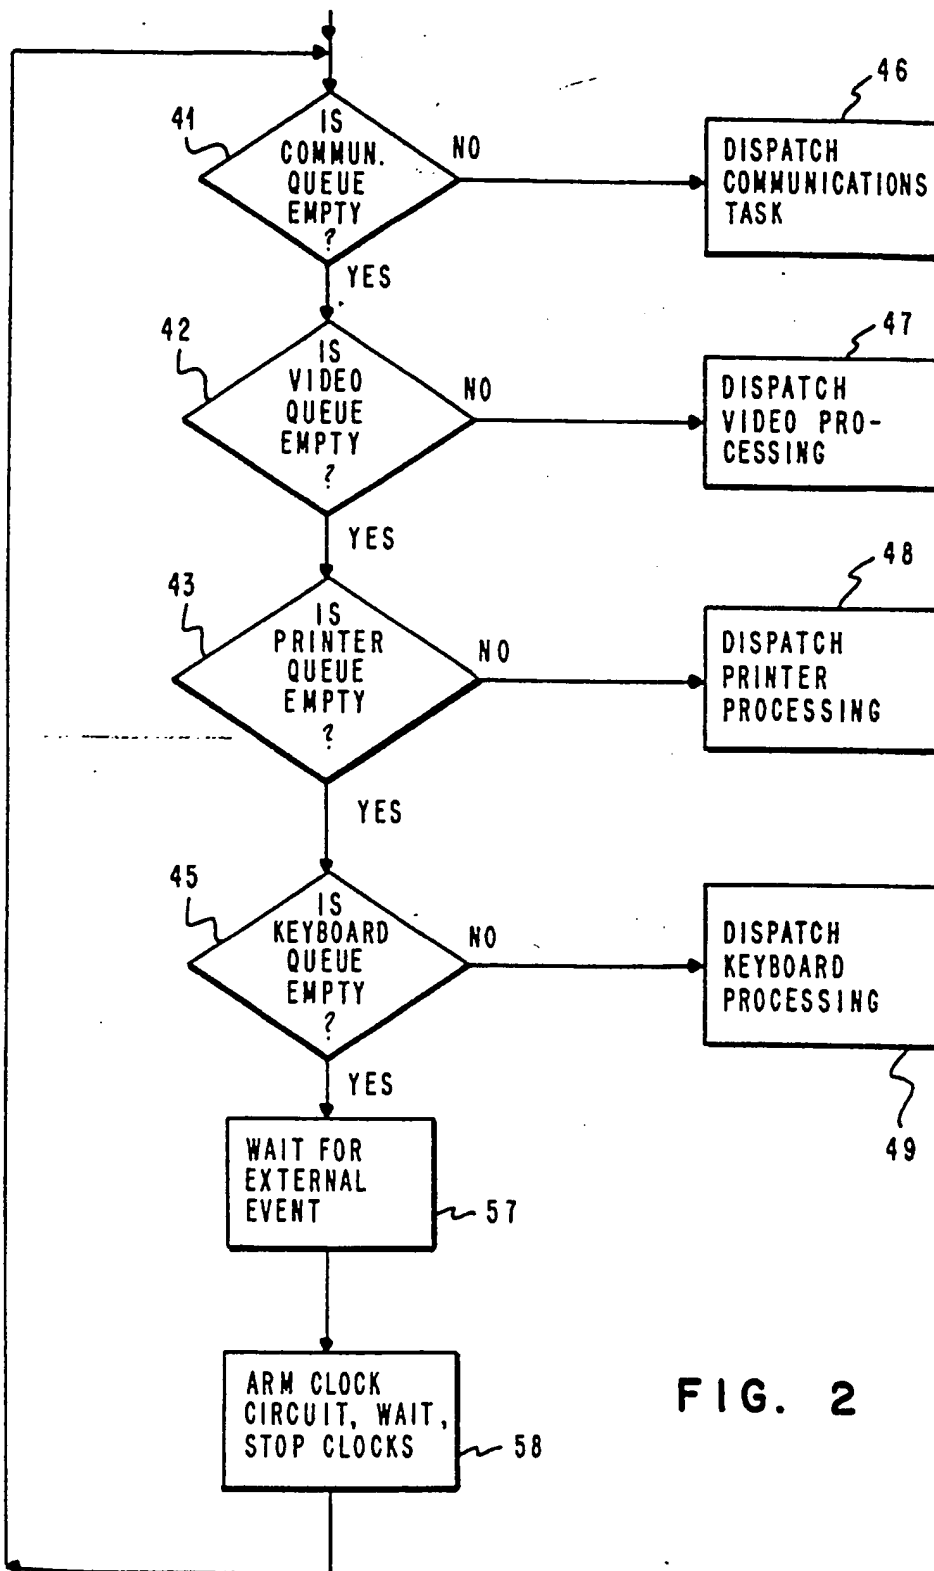 41
IS
COMMUN.
QUEUE
EMPTY
?
NO
46
DISPATCH
COMMUNICATIONS
TASK
YES
42
IS
VIDEO
QUEUE
EMPTY
?
NO
47
DISPATCH
VIDEO PRO-
CESSING
YES
43
IS
PRINTER
QUEUE
EMPTY
?
NO
48
DISPATCH
PRINTER
PROCESSING
YES
45
IS
KEYBOARD
QUEUE
EMPTY
?
NO
DISPATCH
KEYBOARD
PROCESSING
49
YES
WAIT FOR
EXTERNAL
EVENT
57
ARM CLOCK
CIRCUIT, WAIT,
STOP CLOCKS
58
FIG. 2